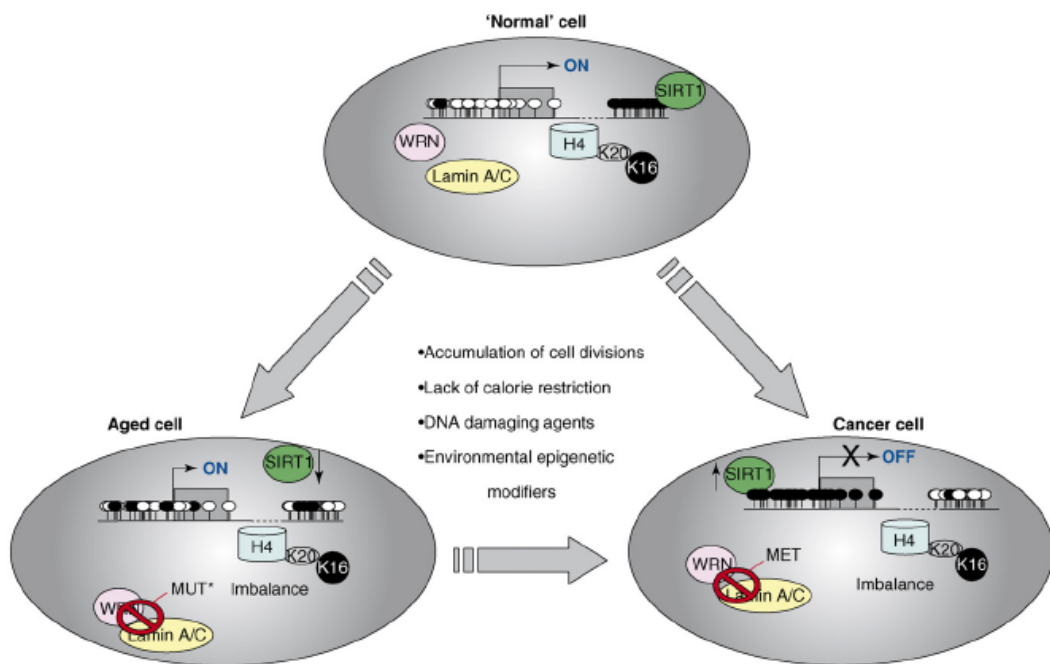 'Normal' cell
ON
SIRT1
WRN
H4
K20
K16
Lamin A/C
•Accumulation of cell divisions
•Lack of calorie restriction
•DNA damaging agents
•Environmental epigenetic
modifiers
Aged cell
SIRT1
ON
H4
K20
K16
Imbalance
MUT*
WRN
Lamin A/C
Cancer cell
SIRT1
OFF
H4
K20
K16
Imbalance
MET
WRN
Lamin A/C